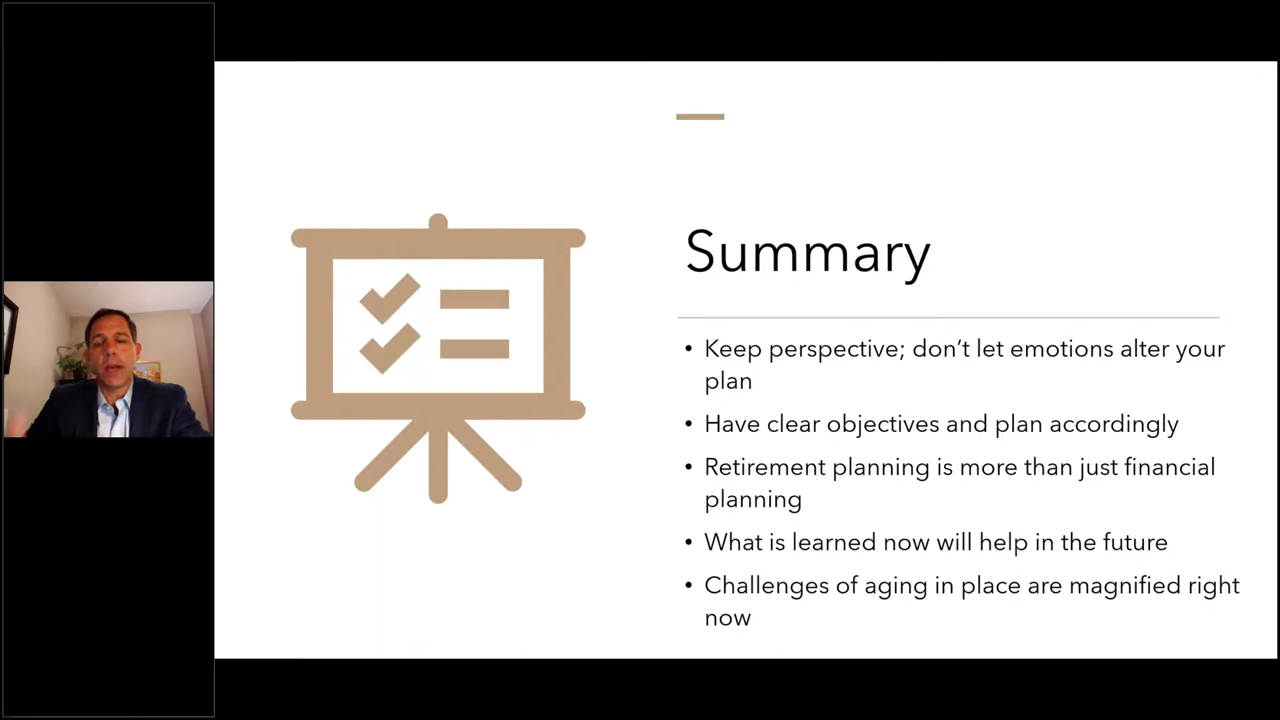 Summary
• Keep perspective; don’t let emotions alter your
plan
• Have clear objectives and plan accordingly
• Retirement planning is more than just financial
planning
• What is learned now will help in the future
• Challenges of aging in place are magnified right
now